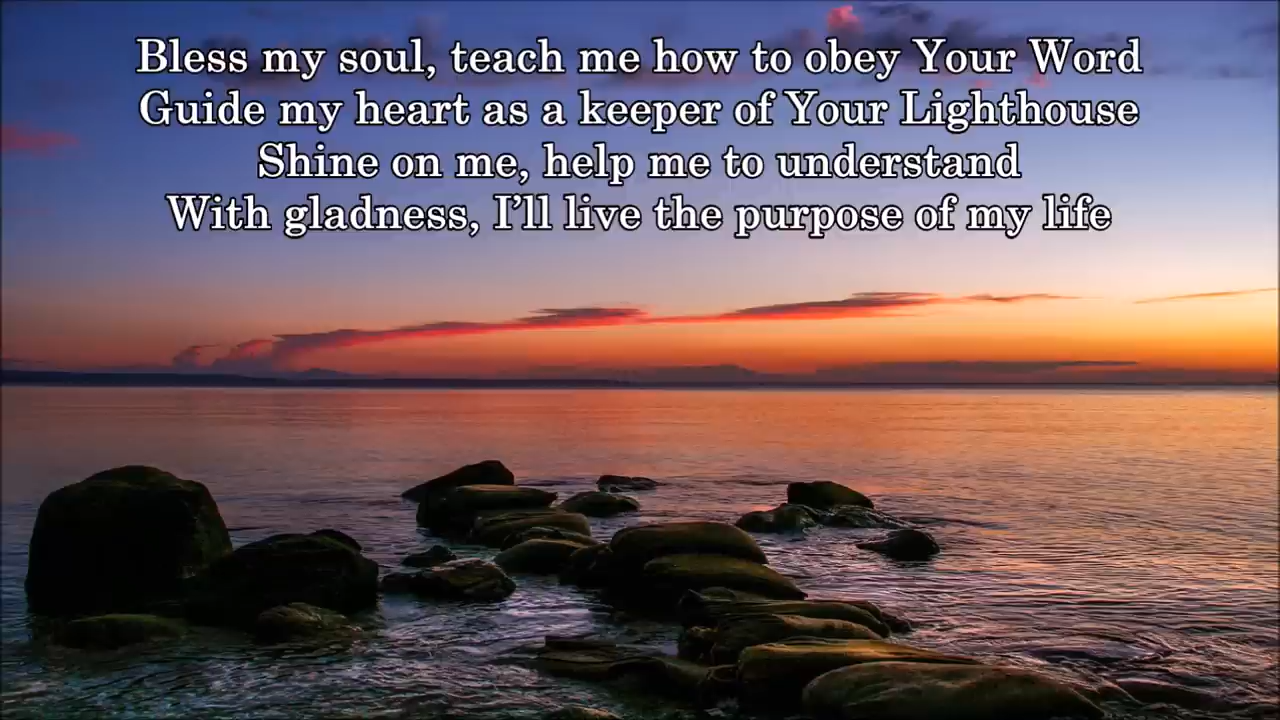 Bless my soul, teach me how to obey Your Word
Guide my heart as a keeper of Your Lighthouse
Shine on me, help me to understand
With gladness, I’ll live the purpose of my life